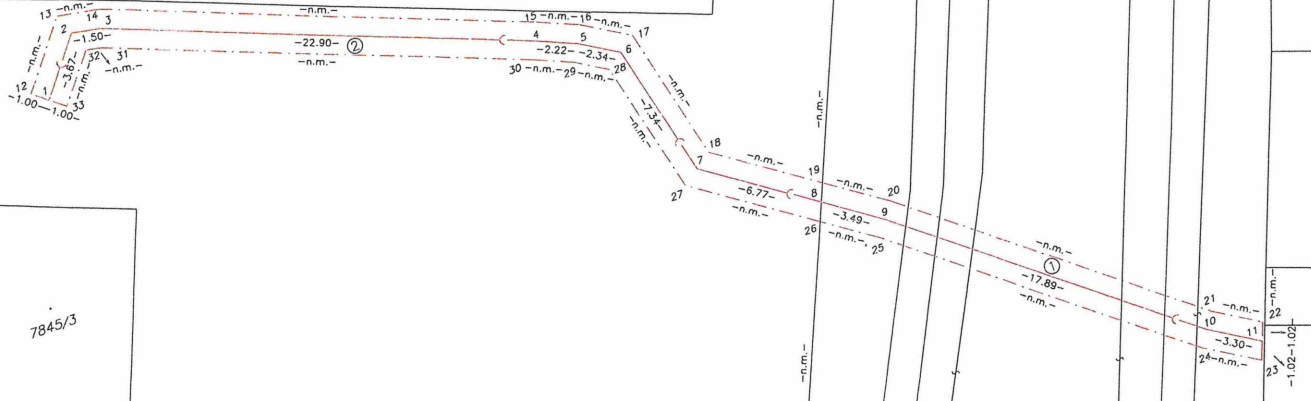 13 -n.m.- -n.m.- 15 -n.m.- 16 -n.m.- 17
2 14 3 4 5 6
-1.50- -22.90- 2 -2.22- -2.34-
-n.m.- -3.67- -n.m.- 32 31 -n.m.- -n.m.- 30 -n.m.- 29 -n.m.- 28 -n.m.-
12 1 33
-1.00- -1.00-
-7.34- -n.m.- -n.m.-
18
7 -n.m.- 19 -n.m.- 20
-6.77- 8 -3.49- 9
27 -n.m.- 26 -n.m.- 25
-n.m.-
1
-17.89-
-n.m.-
21 -n.m.- 22 -n.m.-
10 11
-3.30-
24 -n.m.- 23
-1.02-1.02-
-n.m.-
7845/3